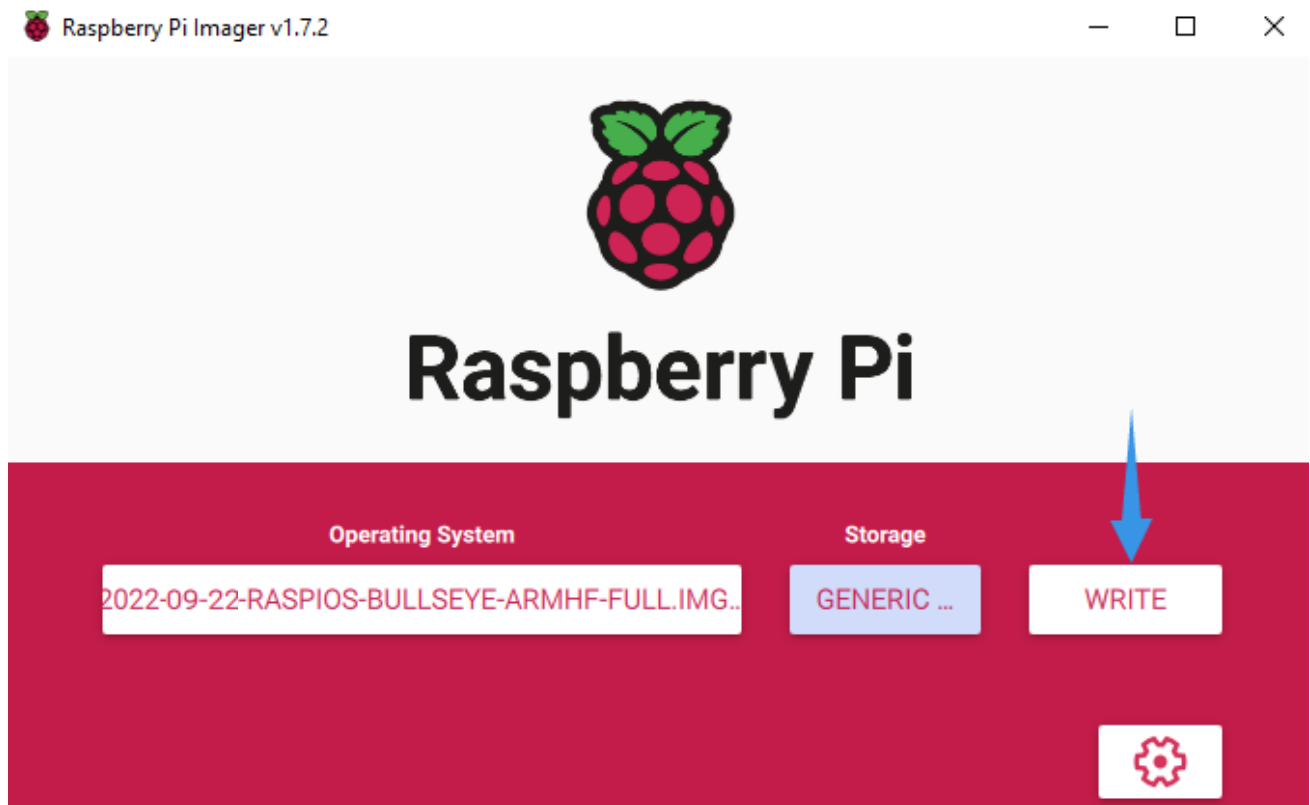 Raspberry Pi Imager v1.7.2
Raspberry Pi
Operating System
Storage
2022-09-22-RASPIOS-BULLSEYE-ARMHF-FULL.IMG..
GENERIC ...
WRITE